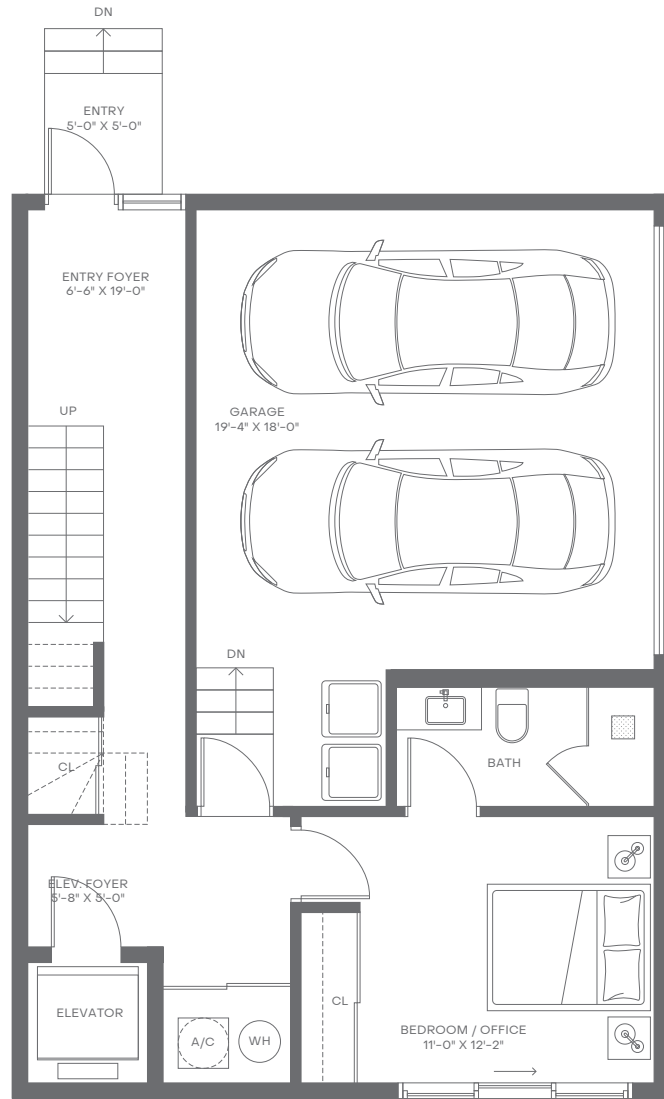 DN
ENTRY
5'-0" X 5'-0"
ENTRY FOYER
6'-6" X 19'-0"
UP
GARAGE
19'-4" X 18'-0"
DN
CL
BATH
ELEV. FOYER
5'-8" X 5'-0"
CL
ELEVATOR
A/C
WH
BEDROOM / OFFICE
11'-0" X 12'-2"